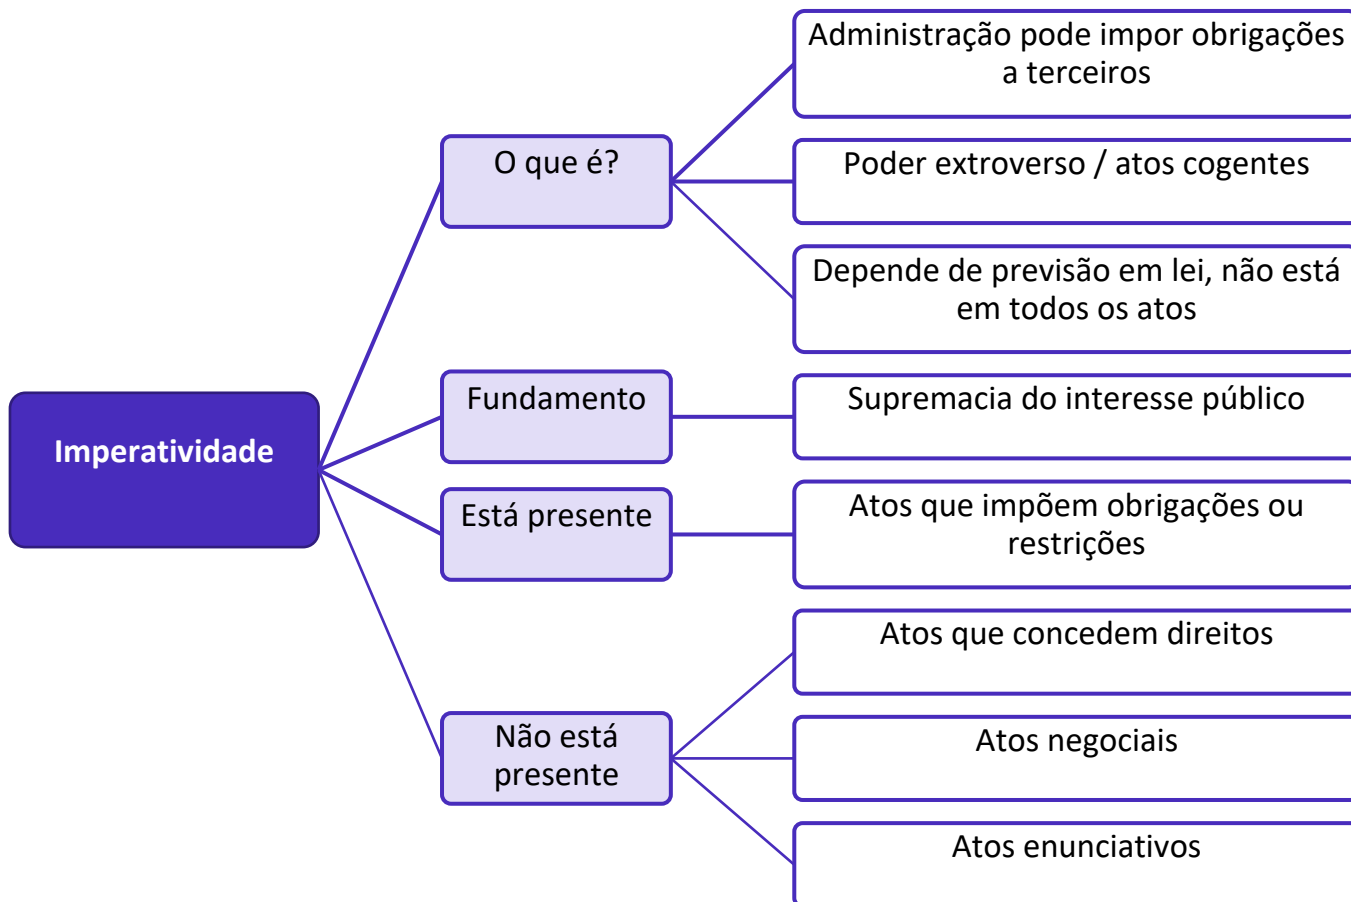 Imperatividade
O que é?
Administração pode impor obrigações
a terceiros
Poder extroverso / atos cogentes
Depende de previsão em lei, não está
em todos os atos
Fundamento
Supremacia do interesse público
Está presente
Atos que impõem obrigações ou
restrições
Não está
presente
Atos que concedem direitos
Atos negociais
Atos enunciativos